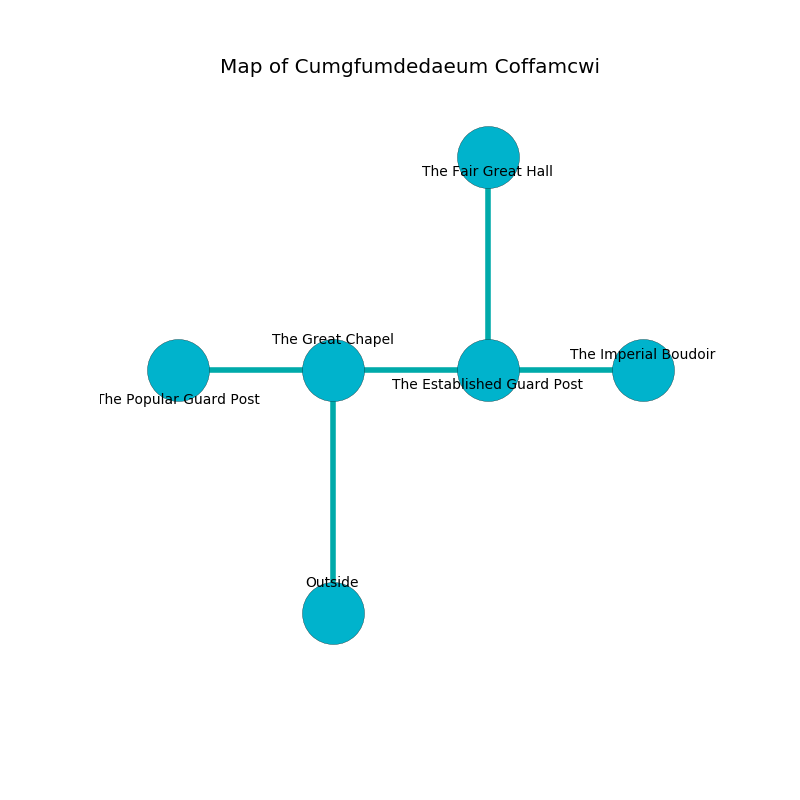 Map of Cumgfumdedaeum Coffamcwi
The Fair Great Hall
The Great Chapel
The Imperial Boudoir
The Established Guard Post
The Popular Guard Post
Outside